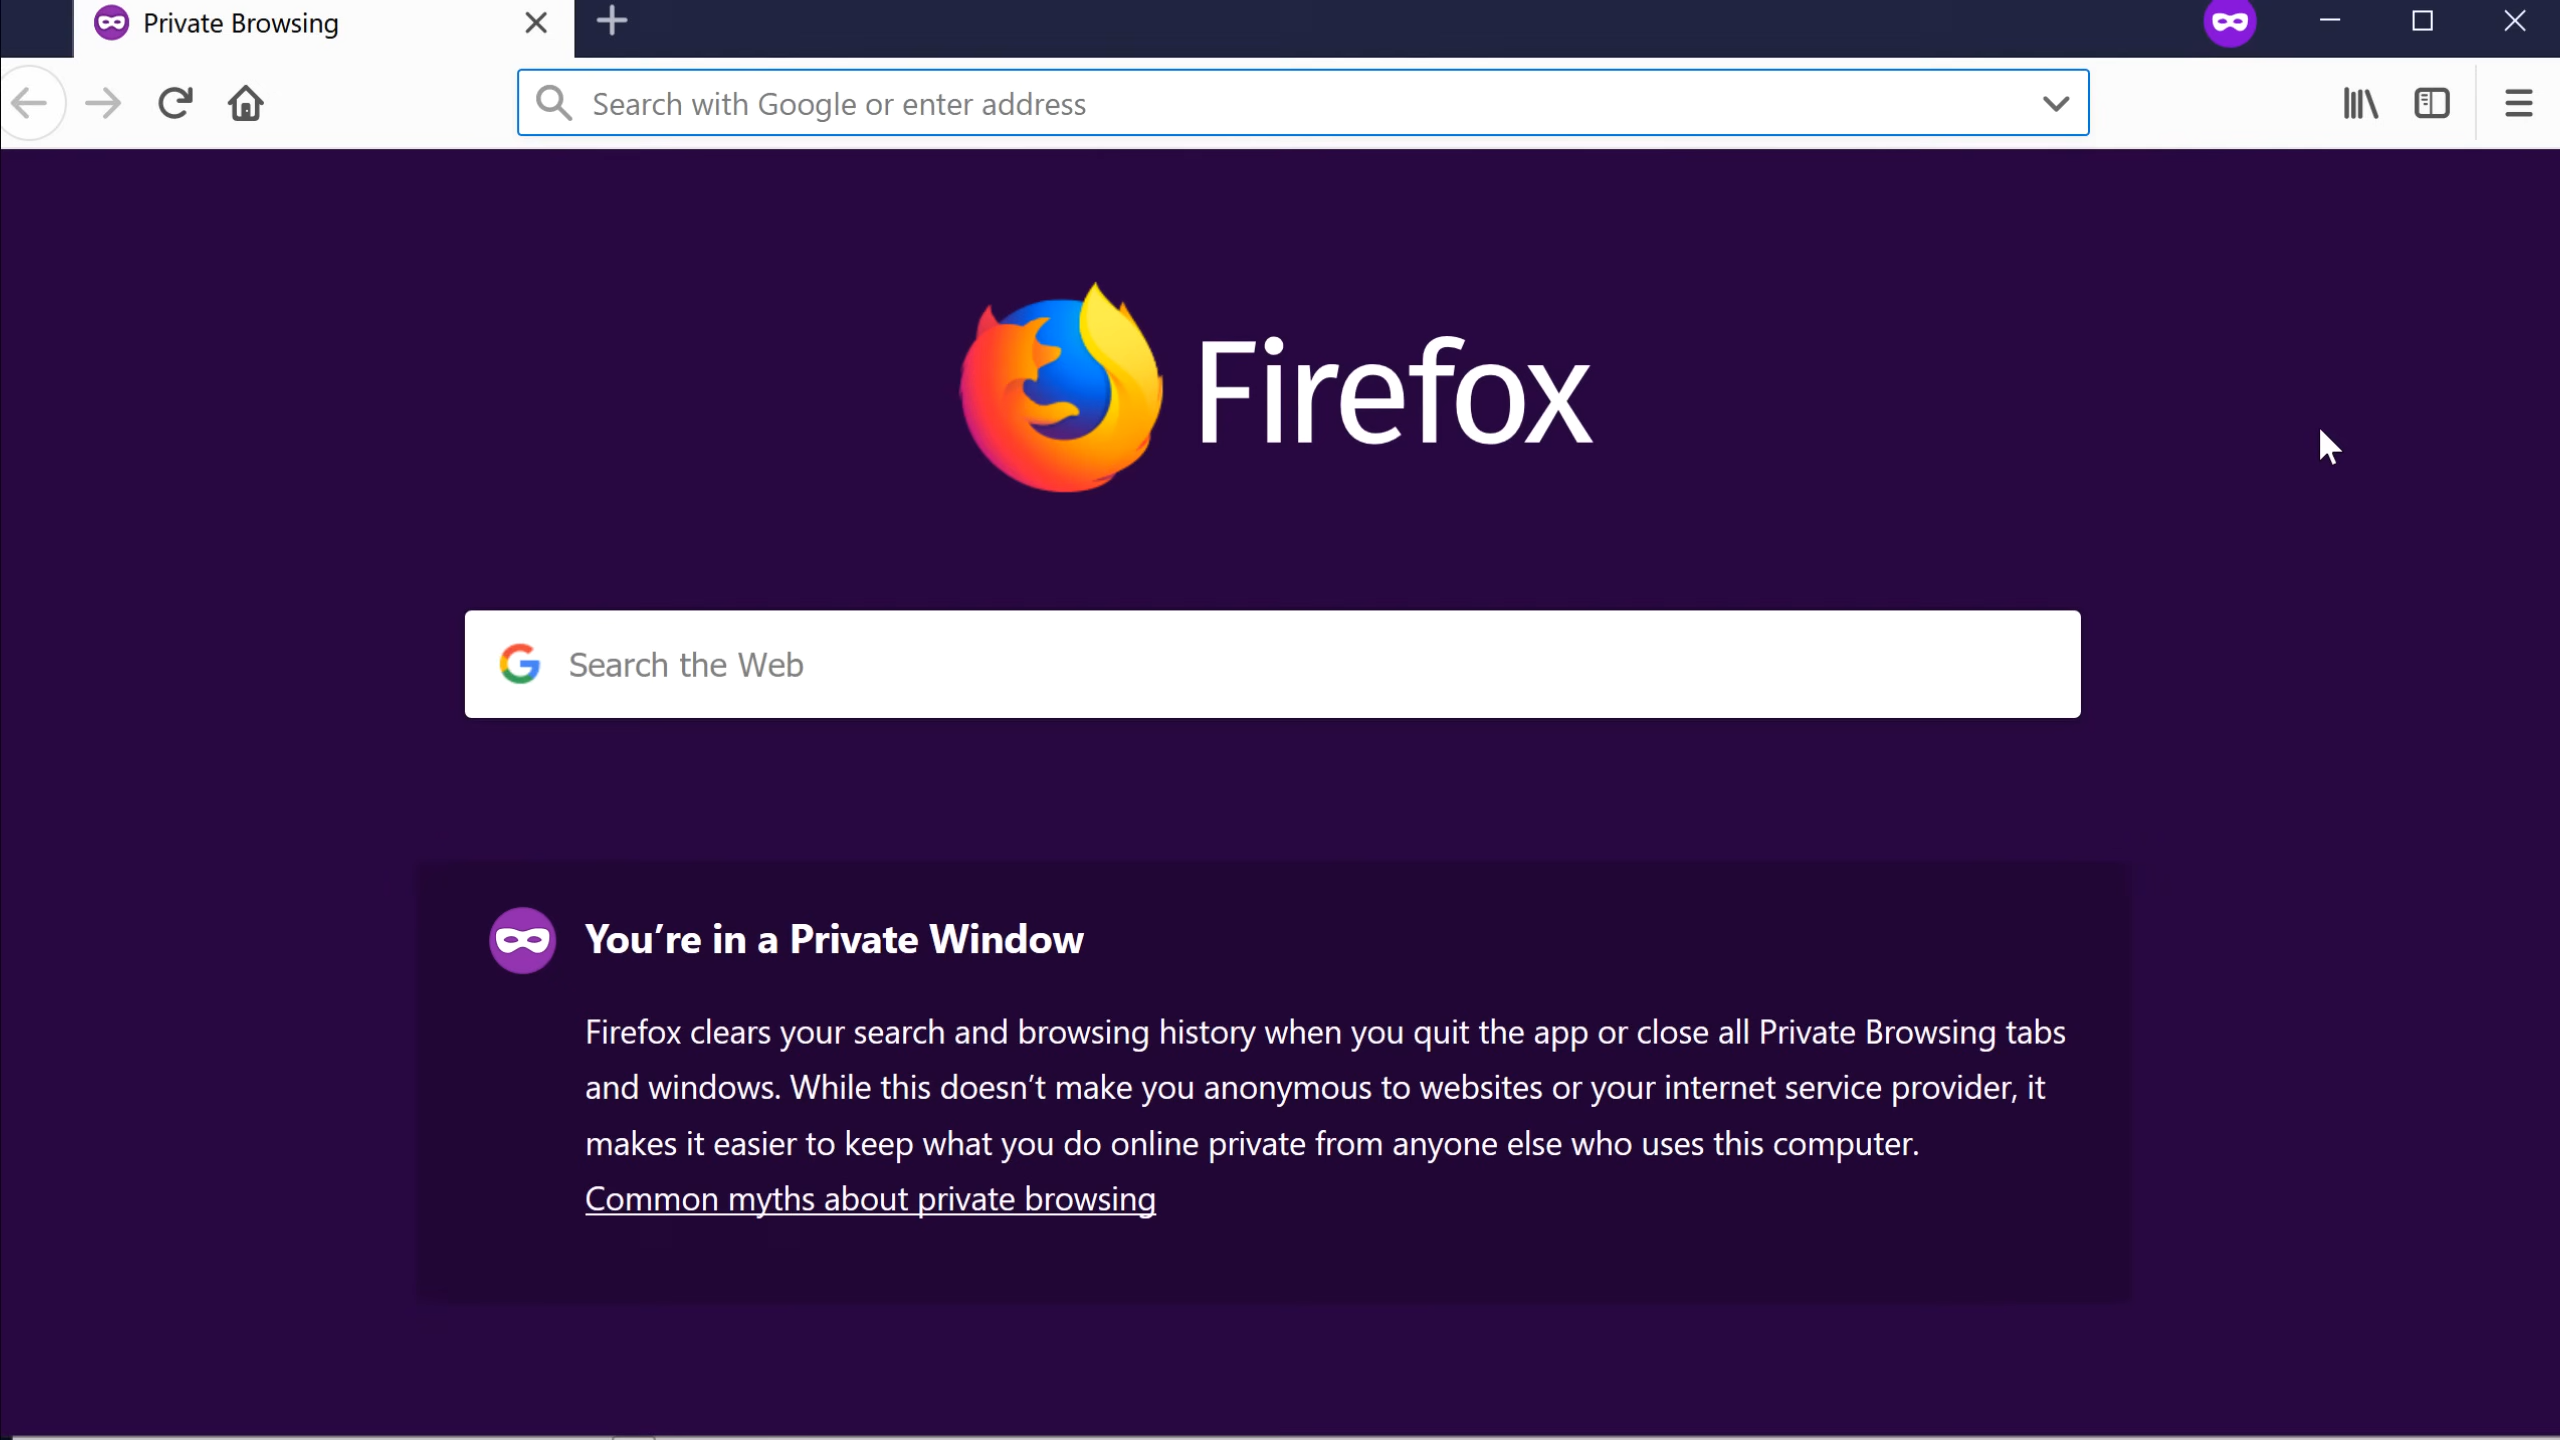 Private Browsing
Search with Google or enter address
Firefox
Search the Web
You’re in a Private Window
Firefox clears your search and browsing history when you quit the app or close all Private Browsing tabs
and windows. While this doesn’t make you anonymous to websites or your internet service provider, it
makes it easier to keep what you do online private from anyone else who uses this computer.
Common myths about private browsing